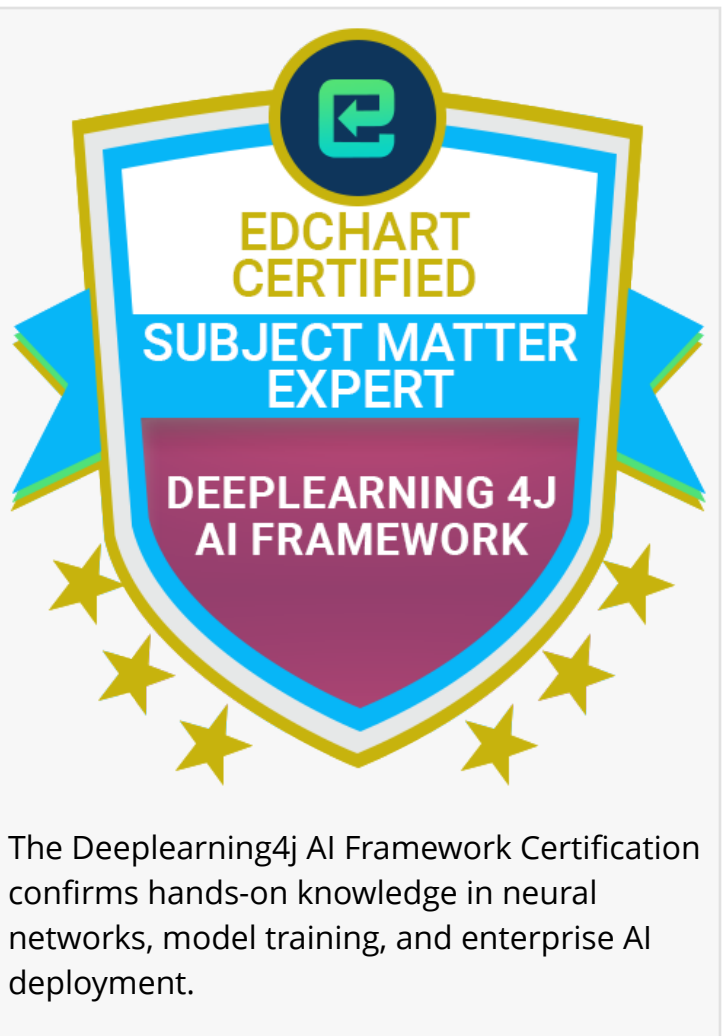 EDCHART
CERTIFIED
SUBJECT MATTER
EXPERT
DEEPLEARNING 4J
AI FRAMEWORK
The Deeplearning4j AI Framework Certification
confirms hands-on knowledge in neural
networks, model training, and enterprise AI
deployment.